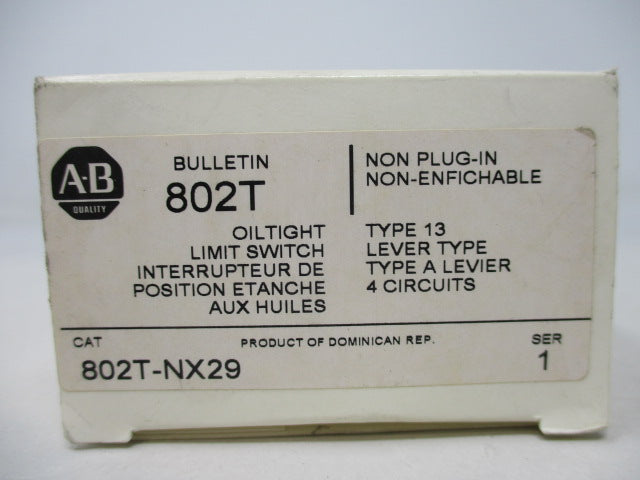 A-B
QUALITY
BULLETIN
802T
NON PLUG-IN
NON-ENFICHABLE
OILTIGHT
LIMIT SWITCH
INTERRUPTEUR DE
POSITION ETANCHE
AUX HUILES
TYPE 13
LEVER TYPE
TYPE A LEVIER
4 CIRCUITS
CAT
PRODUCT OF DOMINICAN REP.
SER
802T-NX29
1